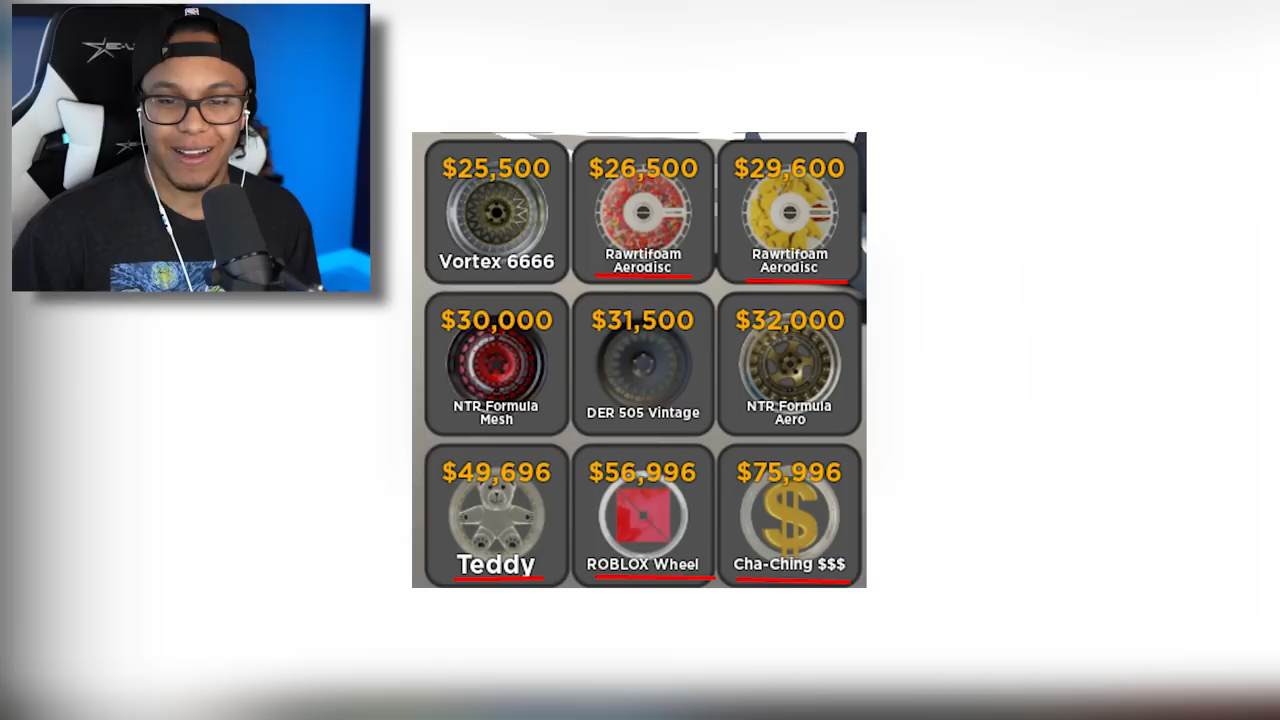 $25,500
$26,500
$29,600
Vortex 6666
Rawrtifoam
Aerodisc
Rawrtifoam
Aerodisc
$30,000
$31,500
$32,000
NTR Formula
Mesh
DER 505 Vintage
NTR Formula
Aero
$49,696
$56,996
$75,996
Teddy
ROBLOX Wheel
Cha-Ching $$$